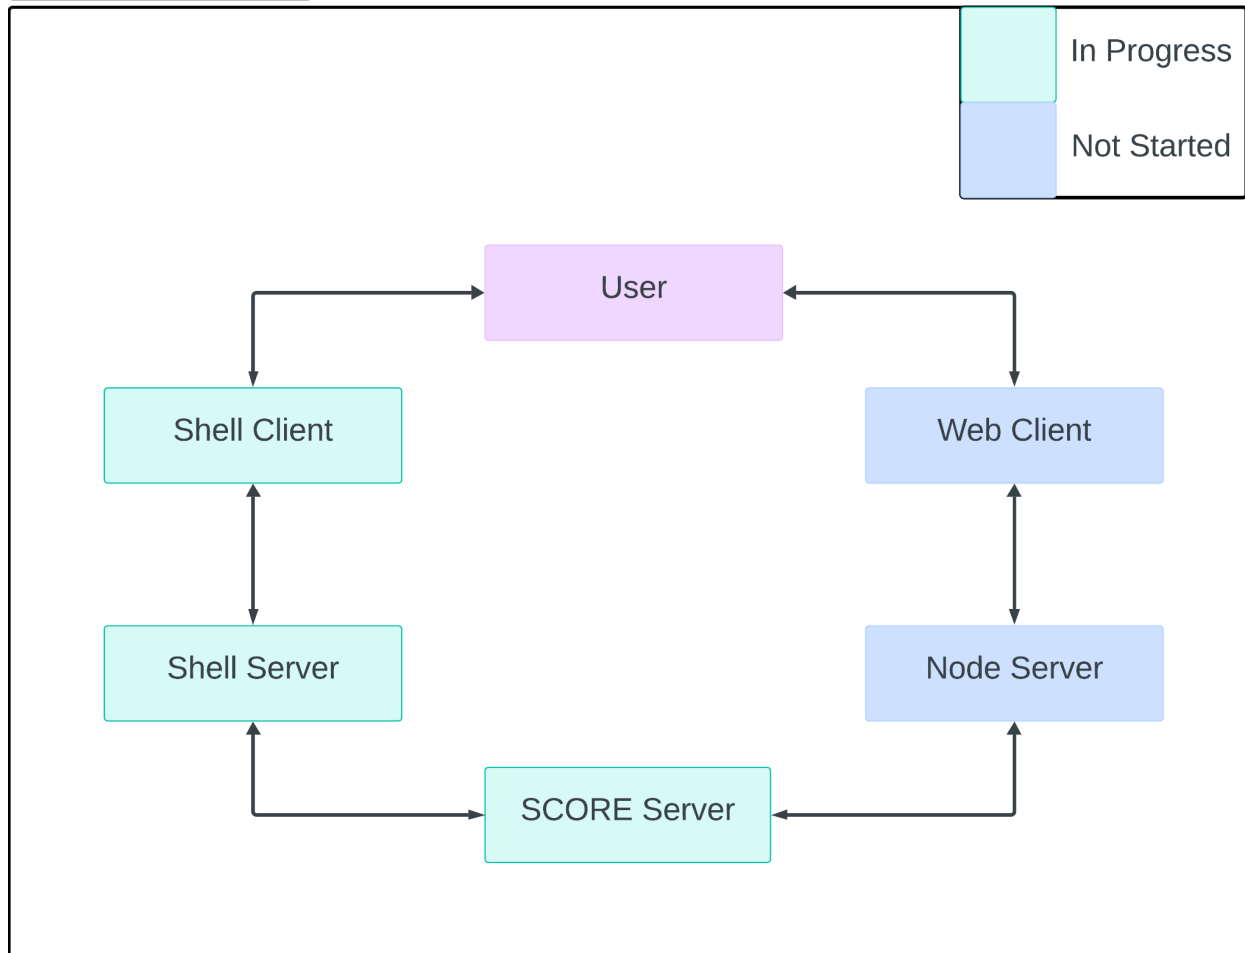 In Progress
Not Started
User
Shell Client
Web Client
Shell Server
Node Server
SCORE Server